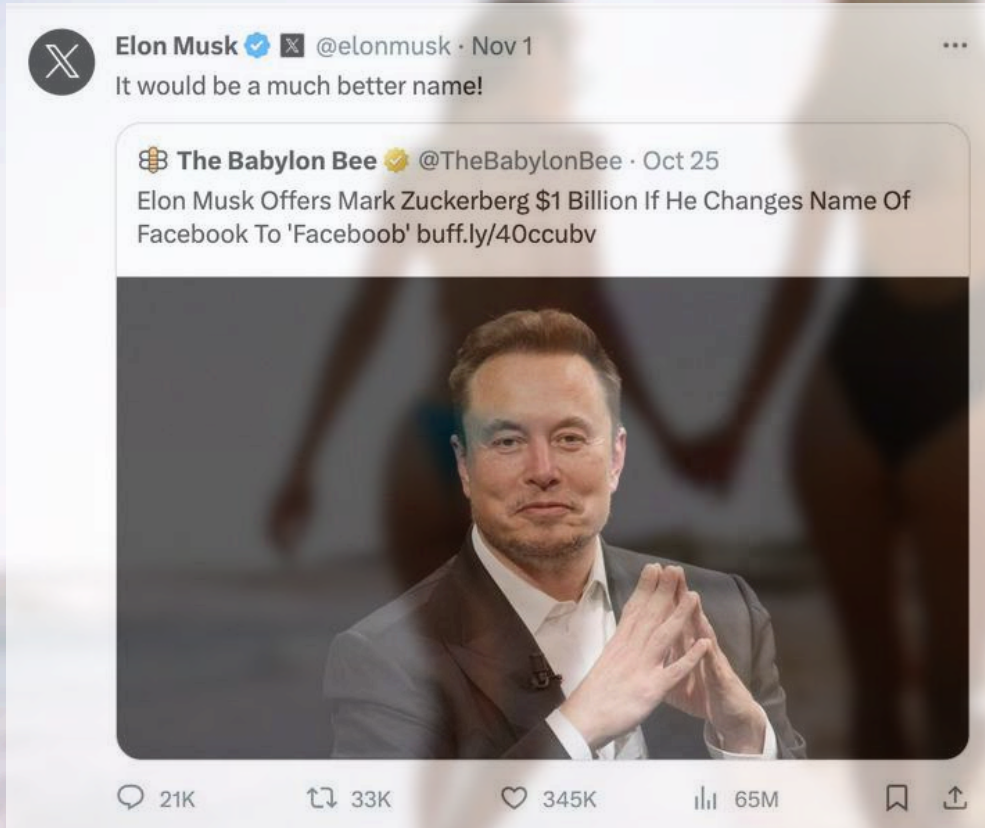 Elon Musk @elonmusk · Nov 1
It would be a much better name!
The Babylon Bee @TheBabylonBee · Oct 25
Elon Musk Offers Mark Zuckerberg $1 Billion If He Changes Name Of
Facebook To 'Faceboob' buff.ly/40ccubv
21K 33K 345K 65M